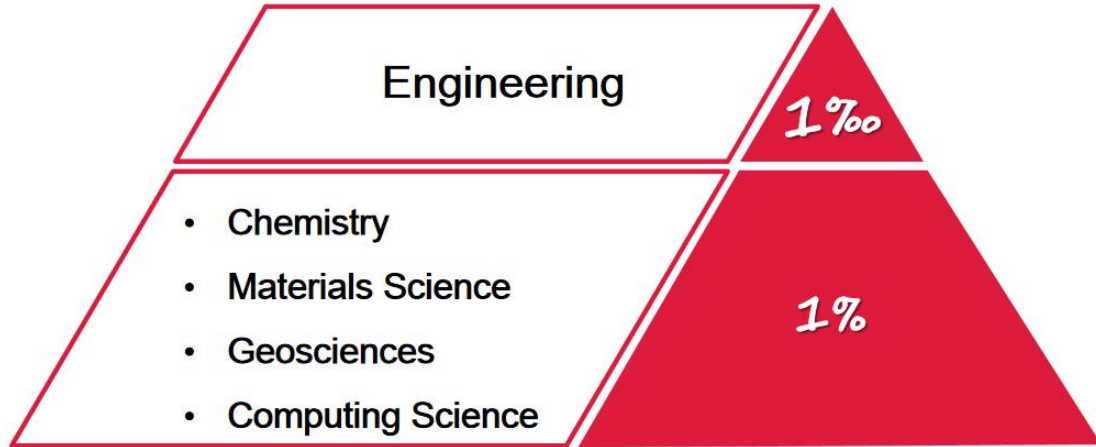 Engineering
1‰
• Chemistry
• Materials Science
• Geosciences
• Computing Science
1%